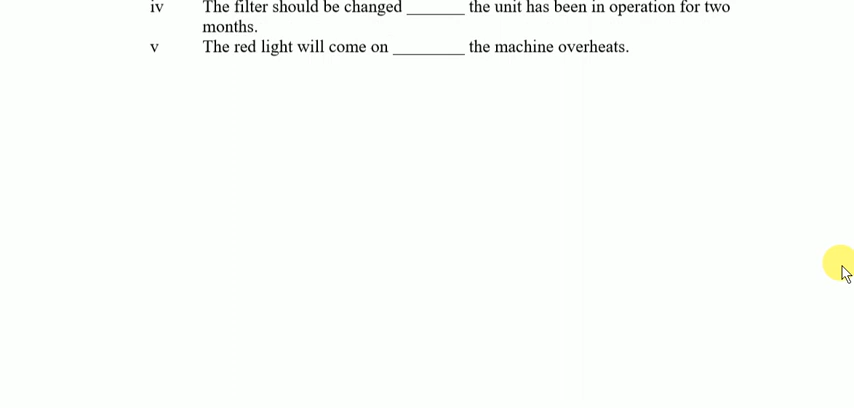 iv The filter should be changed _______ the unit has been in operation for two
months.
v The red light will come on _________ the machine overheats.